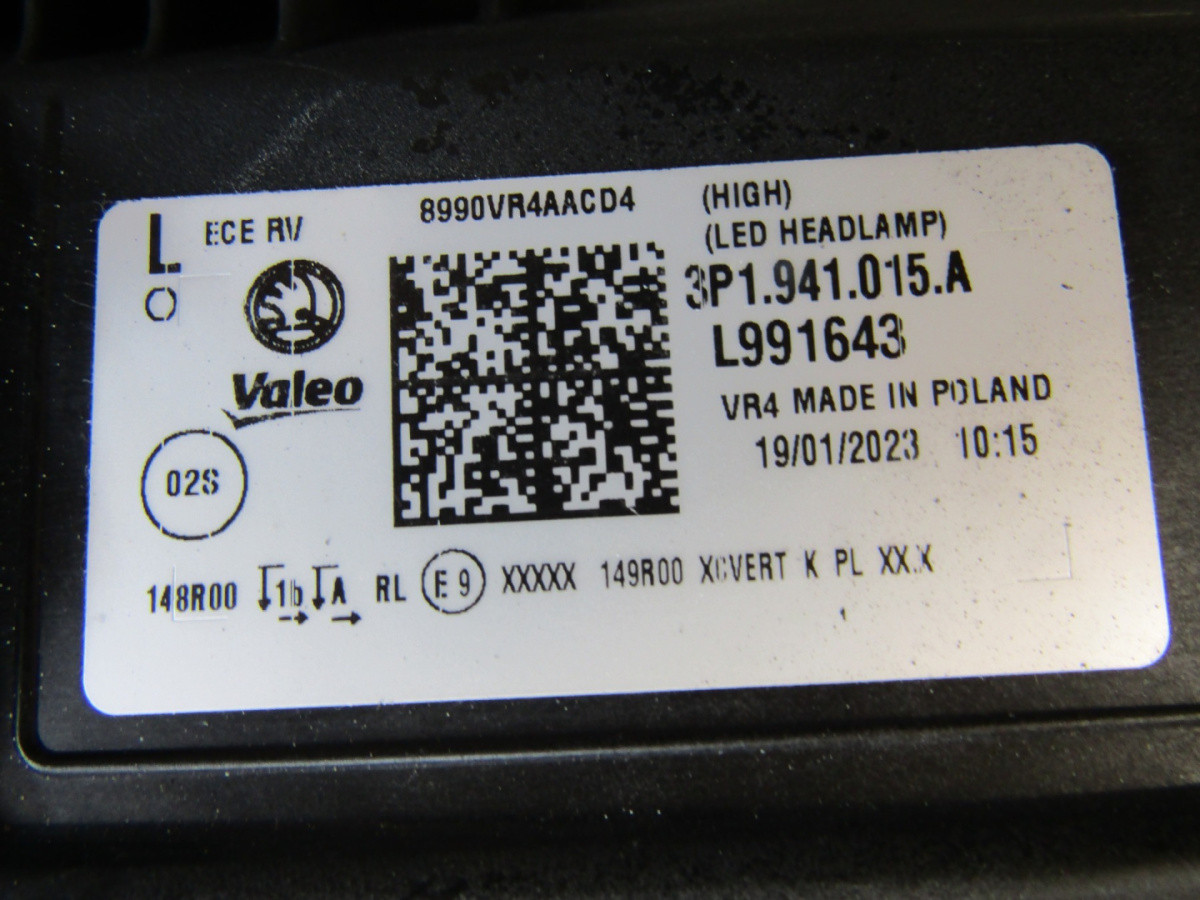 L ECE RV
8990VR4AACD4
(HIGH)
(LED HEADLAMP)
3P1.941.015.A
L991643
VR4 MADE IN POLAND
19/01/2023 10:15
Valeo
02S
148R00 1b A RL E9 XXXXX 149R00 XCVERT K PL XX.X